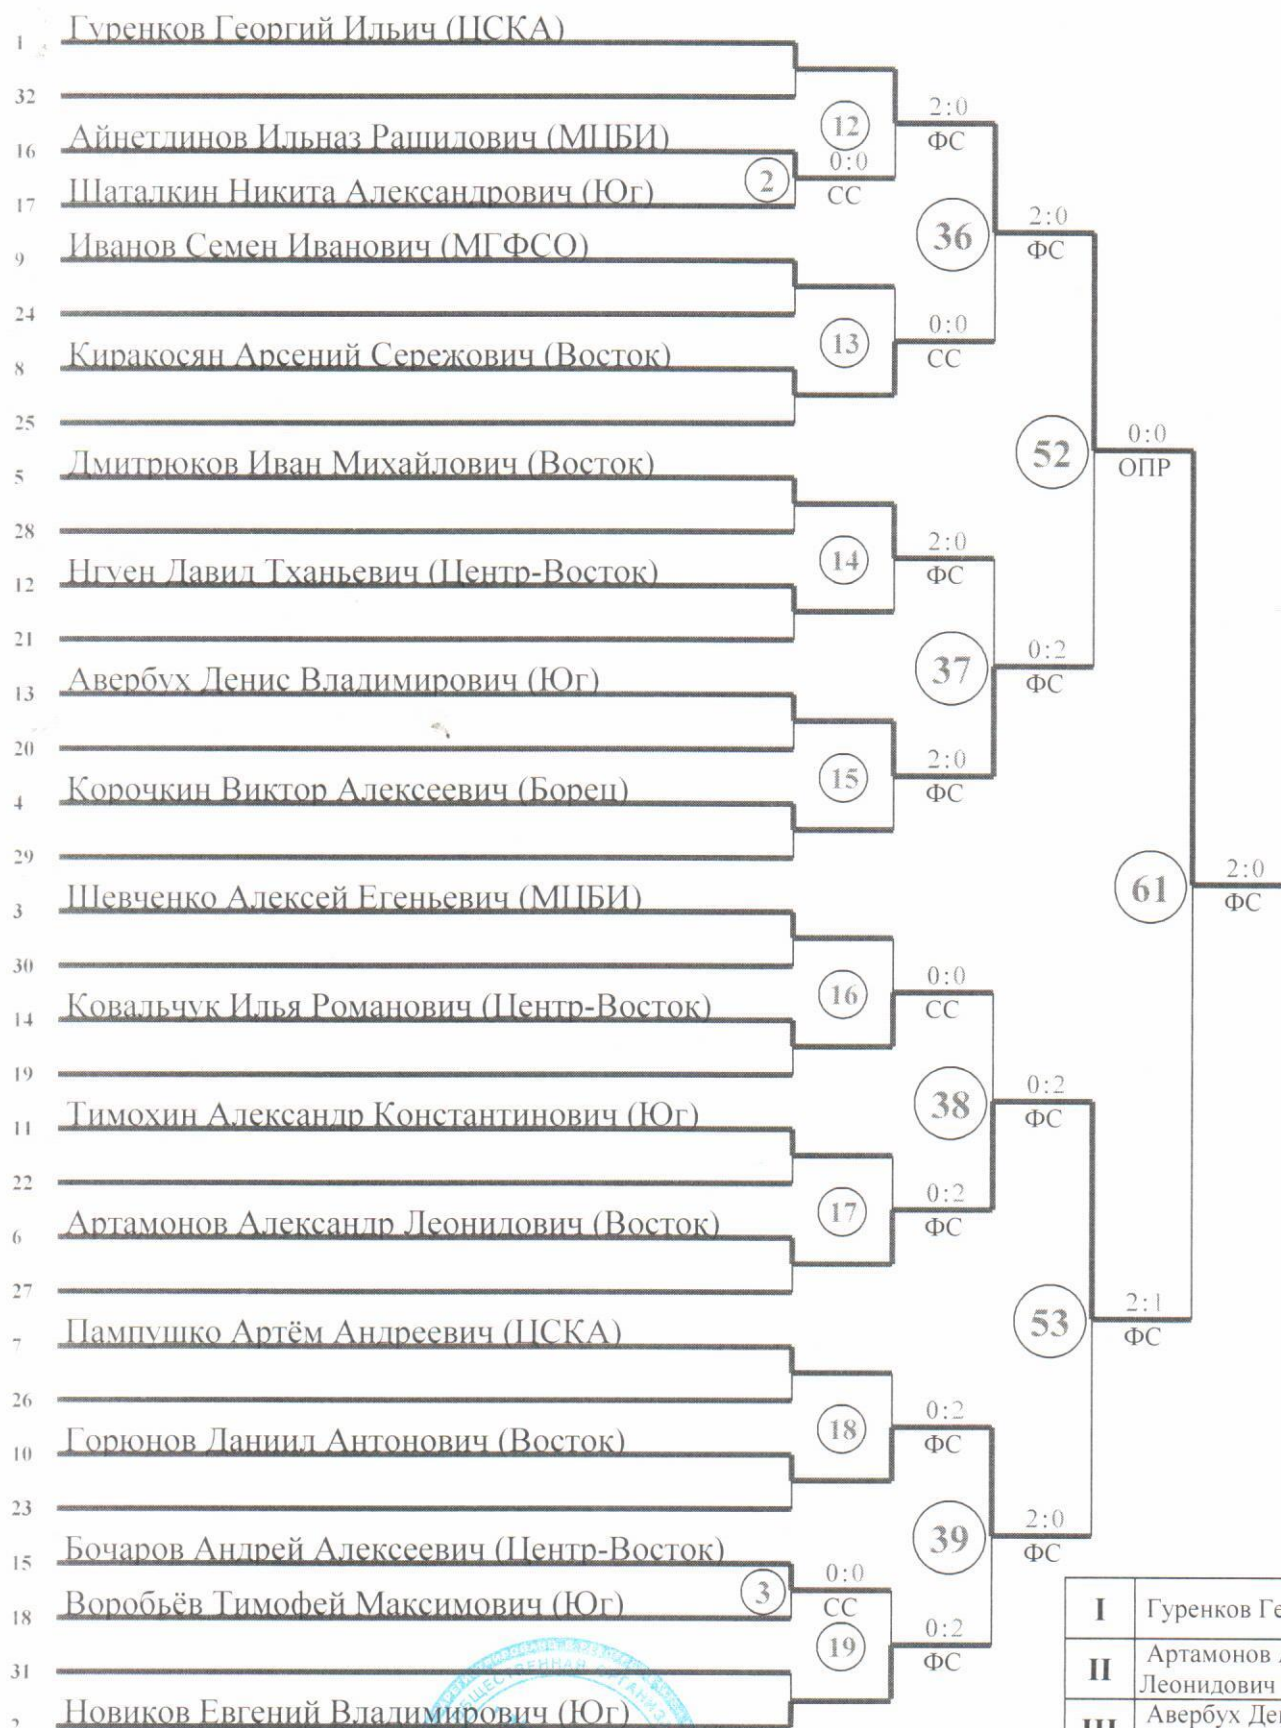 1 Гуренков Георгий Ильич (ЦСКА)
32
16 Айнетдинов Ильназ Рашидович (МЦБИ)
17 Шаталкин Никита Александрович (Юг)
9 Иванов Семен Иванович (МГФСО)
24
8 Киракосян Арсений Сережович (Восток)
25
5 Дмитрюков Иван Михайлович (Восток)
28
12 Нгуен Давид Тханьевич (Центр-Восток)
21
13 Авербух Денис Владимирович (Юг)
20
4 Корочкин Виктор Алексеевич (Борец)
29
3 Шевченко Алексей Егеньевич (МЦБИ)
30
14 Ковальчук Илья Романович (Центр-Восток)
19
11 Тимохин Александр Константинович (Юг)
22
6 Артамонов Александр Леонидович (Восток)
27
7 Пампушко Артём Андреевич (ЦСКА)
26
10 Горюнов Даниил Антонович (Восток)
23
15 Бочаров Андрей Алексеевич (Центр-Восток)
18 Воробьёв Тимофей Максимович (Юг)
31
2 Новиков Евгений Владимирович (Юг)
2 0:0 СС
3 0:0 СС
12 2:0 ФС
13 0:0 СС
14 2:0 ФС
15 2:0 ФС
16 0:0 СС
17 0:2 ФС
18 0:2 ФС
19 0:2 ФС
36 2:0 ФС
37 0:2 ФС
38 0:2 ФС
39 2:0 ФС
52 0:0 ОПР
53 2:1 ФС
61 2:0 ФС
I Гуренков Ге
II Артамонов
Леонидович
III Авербух Де